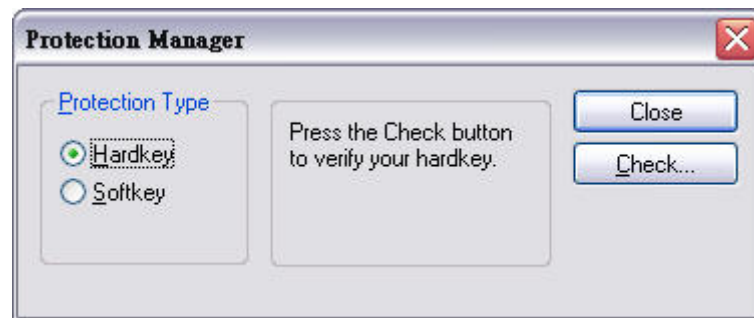 Protection Manager
Protection Type
Hardkey
Softkey
Press the Check button
to verify your hardkey.
Close
Check...